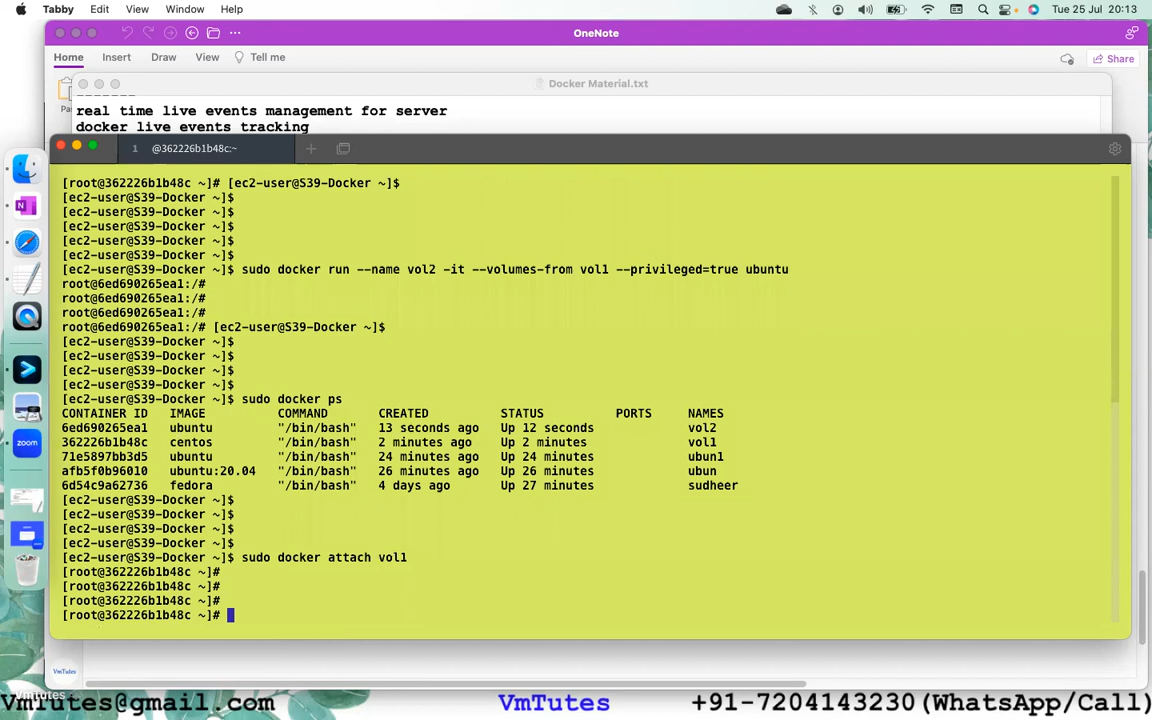 Tabby Edit View Window Help Tue 25 Jul 20:13
OneNote
Home Insert Draw View Tell me Share
Docker Material.txt
real time live events management for server
docker live events tracking
1 @362226b1b48c:~
[root@362226b1b48c ~]# [ec2-user@S39-Docker ~]$
[ec2-user@S39-Docker ~]$
[ec2-user@S39-Docker ~]$
[ec2-user@S39-Docker ~]$
[ec2-user@S39-Docker ~]$
[ec2-user@S39-Docker ~]$
[ec2-user@S39-Docker ~]$ sudo docker run --name vol2 -it --volumes-from vol1 --privileged=true ubuntu
root@6ed690265ea1:/#
root@6ed690265ea1:/#
root@6ed690265ea1:/#
root@6ed690265ea1:/# [ec2-user@S39-Docker ~]$
[ec2-user@S39-Docker ~]$
[ec2-user@S39-Docker ~]$
[ec2-user@S39-Docker ~]$
[ec2-user@S39-Docker ~]$
[ec2-user@S39-Docker ~]$ sudo docker ps
CONTAINER ID IMAGE COMMAND CREATED STATUS PORTS NAMES
6ed690265ea1 ubuntu "/bin/bash" 13 seconds ago Up 12 seconds vol2
362226b1b48c centos "/bin/bash" 2 minutes ago Up 2 minutes vol1
71e5897bb3d5 ubuntu "/bin/bash" 24 minutes ago Up 24 minutes ubun1
afb5f0b96010 ubuntu:20.04 "/bin/bash" 26 minutes ago Up 26 minutes ubun
6d54c9a62736 fedora "/bin/bash" 4 days ago Up 27 minutes sudheer
[ec2-user@S39-Docker ~]$
[ec2-user@S39-Docker ~]$
[ec2-user@S39-Docker ~]$
[ec2-user@S39-Docker ~]$
[ec2-user@S39-Docker ~]$ sudo docker attach vol1
[root@362226b1b48c ~]#
[root@362226b1b48c ~]#
[root@362226b1b48c ~]#
[root@362226b1b48c ~]#
zoom
VmTutes
VmTutes
Vmtutes@gmail.com VmTutes +91-7204143230(WhatsApp/Call)